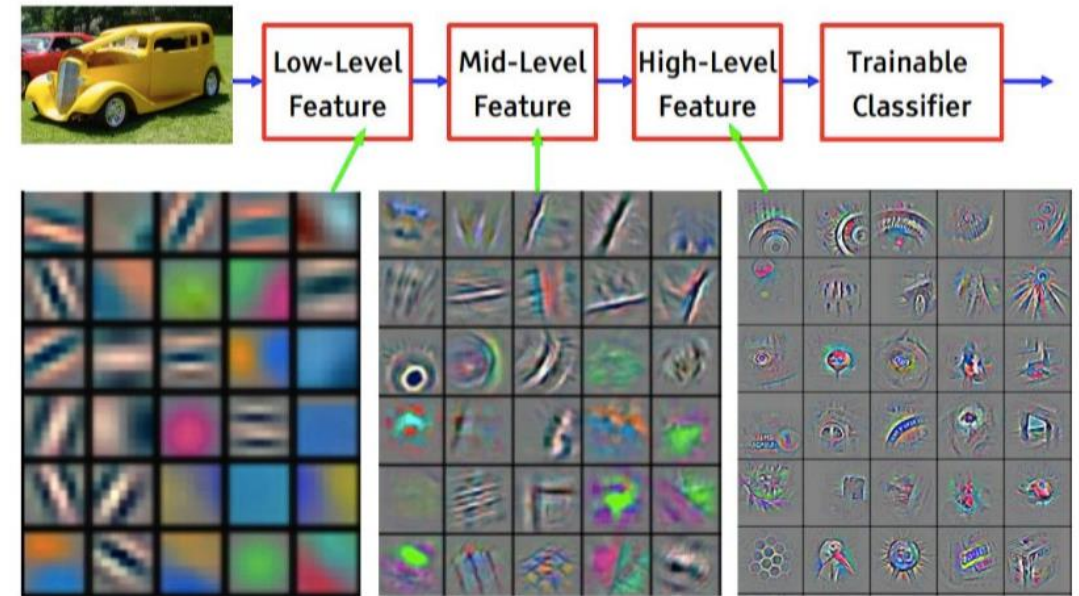 Low-Level
Feature
Mid-Level
Feature
High-Level
Feature
Trainable
Classifier